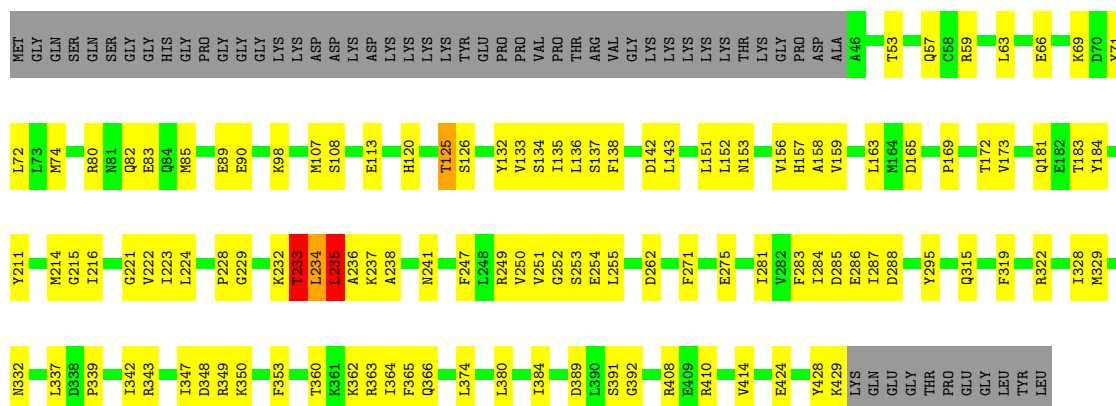 MET GLY GLN SER GLN SER GLY GLY HIS GLY PRO GLY GLY GLY LYS LYS ASP ASP LYS ASP LYS LYS LYS LYS TYR GLU PRO PRO VAL PRO THR ARG VAL GLY LYS LYS LYS LYS LYS THR LYS GLY PRO ASP ALA A46 T53 Q57 C58 R59 L63 E66 K69 D70 Y71
L72 L73 M74 R80 N81 Q82 E83 Q84 M85 E89 E90 K98 M107 S108 E113 H120 T125 S126 Y132 V133 S134 I135 L136 S137 F138 D142 L143 L151 L152 N153 V156 H157 A158 V159 L163 M164 D165 P169 T172 V173 Q181 E182 T183 Y184
Y211 M214 G215 I216 G221 V222 I223 L224 P228 G229 K232 T233 L234 L235 A236 K237 A238 N241 F247 L248 R249 V250 V251 G252 S253 E254 L255 D262 F271 E275 I281 V282 F283 I284 D285 E286 I287 D288 Y295 Q315 F319 R322 I328 M329
N332 L337 D338 P339 I342 R343 I347 D348 R349 K350 F353 T360 K361 K362 R363 I364 F365 Q366 L374 L380 I384 D389 L390 S391 G392 R408 E409 R410 V414 E424 Y428 K429 LYS GLN GLU GLY THR PRO GLU GLY LEU TYR LEU